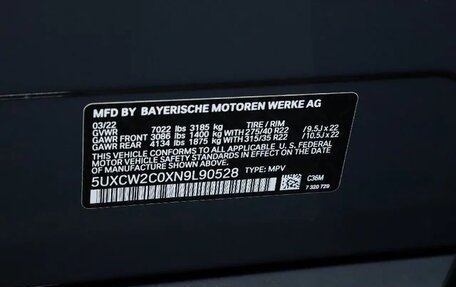 MFD BY BAYERISCHE MOTOREN WERKE AG
03/22 TIRE / RIM
GVWR 7022 lbs 3185 kg
GAWR FRONT 3086 lbs 1400 kg WITH 275/40 R22 /9.5J x 22
GAWR REAR 4134 lbs 1875 kg WITH 315/35 R22 /10.5J x 22
THIS VEHICLE CONFORMS TO ALL APPLICABLE U.S. FEDERAL
MOTOR VEHICLE SAFETY
STANDARDS IN EFFECT ON THE DATE OF MANUFACTURE SHOWN ABOVE.
5UXCW2C0XN9L90528 TYPE: MPV
C36M
7 320 729